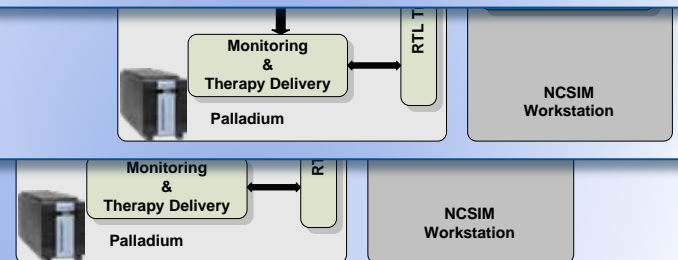 RTL
Monitoring
&
Therapy Delivery
Palladium
NCSIM
Workstation
Monitoring
&
Therapy Delivery
Palladium
NCSIM
Workstation